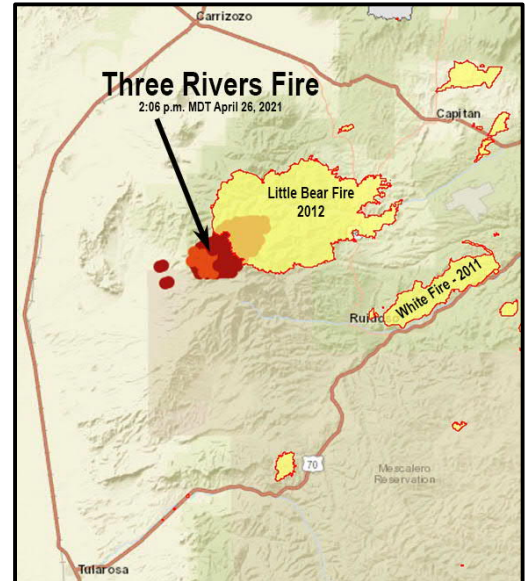 Carrizozo
Three Rivers Fire
2:06 p.m. MDT April 26, 2021
Capitan
Little Bear Fire
2012
White Fire - 2011
Ruidoso
70
Mescalero
Reservation
Tularosa